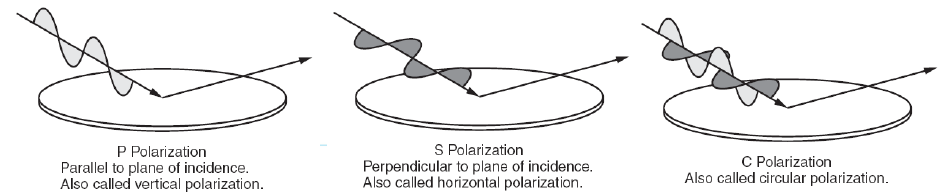 P Polarization
Parallel to plane of incidence.
Also called vertical polarization.
S Polarization
Perpendicular to plane of incidence.
Also called horizontal polarization.
C Polarization
Also called circular polarization.